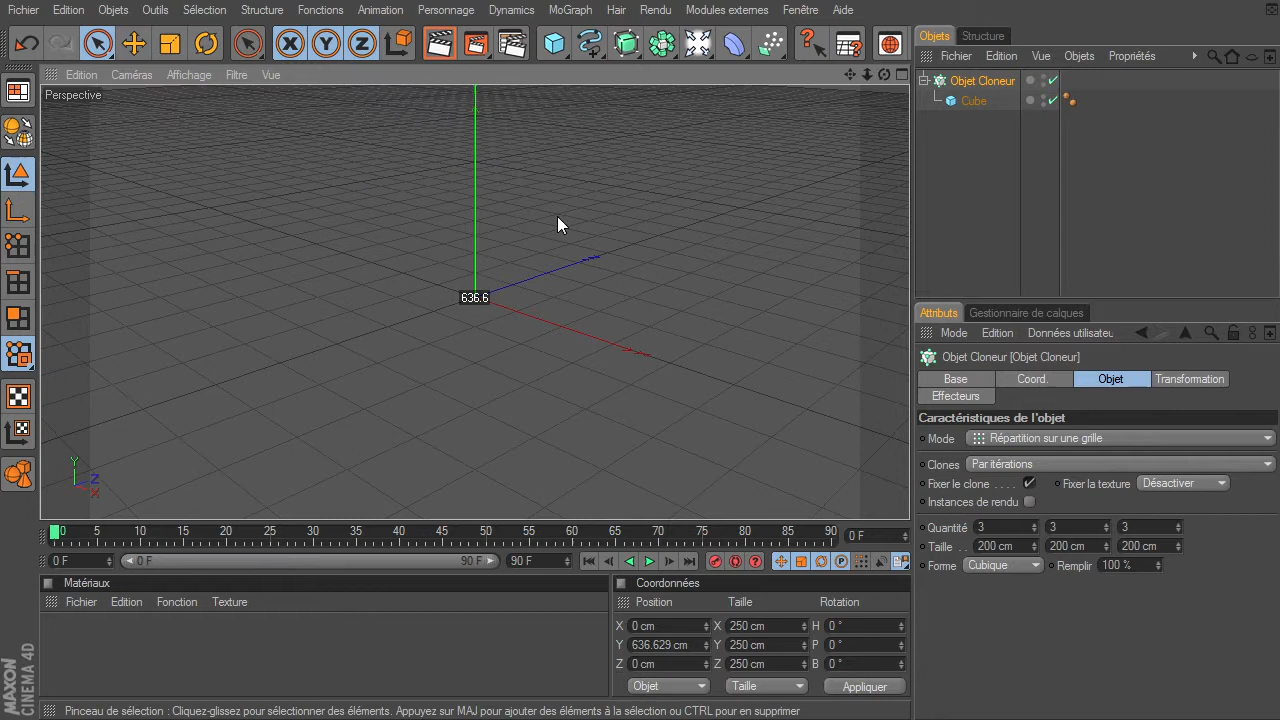 Fichier Edition Objets Outils Sélection Structure Fonctions Animation Personnage Dynamics MoGraph Hair Rendu Modules externes Fenêtre Aide
Objets Structure
Fichier Edition Vue Objets Propriétés
Edition Caméras Affichage Filtre Vue
Perspective
Objet Cloneur
Cube
636.6
Y
Z
X
Attributs Gestionnaire de calques
Mode Edition Données utilisateu
Objet Cloneur [Objet Cloneur]
Base Coord. Objet Transformation
Effecteurs
Caractéristiques de l'objet
Mode Répartition sur une grille
Clones Par itérations
Fixer le clone . . . . Fixer la texture Désactiver
Instances de rendu
Quantité 3 3 3
Taille . . 200 cm 200 cm 200 cm
Forme Cubique Remplir 100 %
0 5 10 15 20 25 30 35 40 45 50 55 60 65 70 75 80 85 90 0 F
0 F 0 F 90 F 90 F
Matériaux
Fichier Edition Fonction Texture
Coordonnées
Position Taille Rotation
X 0 cm X 250 cm H 0 °
Y 636.629 cm Y 250 cm P 0 °
Z 0 cm Z 250 cm B 0 °
Objet Taille Appliquer
MAXON
CINEMA 4D
Pinceau de sélection : Cliquez-glissez pour sélectionner des éléments. Appuyez sur MAJ pour ajouter des éléments à la sélection ou CTRL pour en supprimer